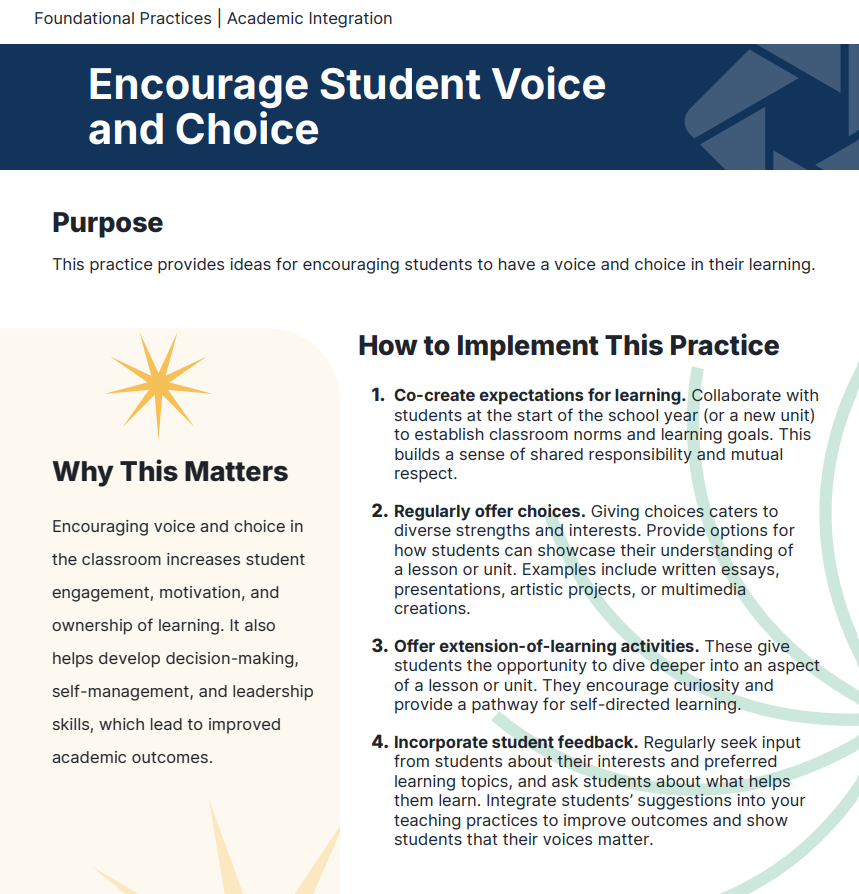 Foundational Practices | Academic Integration
Encourage Student Voice
and Choice
Purpose
This practice provides ideas for encouraging students to have a voice and choice in their learning.
Why This Matters
Encouraging voice and choice in
the classroom increases student
engagement, motivation, and
ownership of learning. It also
helps develop decision-making,
self-management, and leadership
skills, which lead to improved
academic outcomes.
How to Implement This Practice
1. Co-create expectations for learning. Collaborate with
students at the start of the school year (or a new unit)
to establish classroom norms and learning goals. This
builds a sense of shared responsibility and mutual
respect.
2. Regularly offer choices. Giving choices caters to
diverse strengths and interests. Provide options for
how students can showcase their understanding of
a lesson or unit. Examples include written essays,
presentations, artistic projects, or multimedia
creations.
3. Offer extension-of-learning activities. These give
students the opportunity to dive deeper into an aspect
of a lesson or unit. They encourage curiosity and
provide a pathway for self-directed learning.
4. Incorporate student feedback. Regularly seek input
from students about their interests and preferred
learning topics, and ask students about what helps
them learn. Integrate students’ suggestions into your
teaching practices to improve outcomes and show
students that their voices matter.